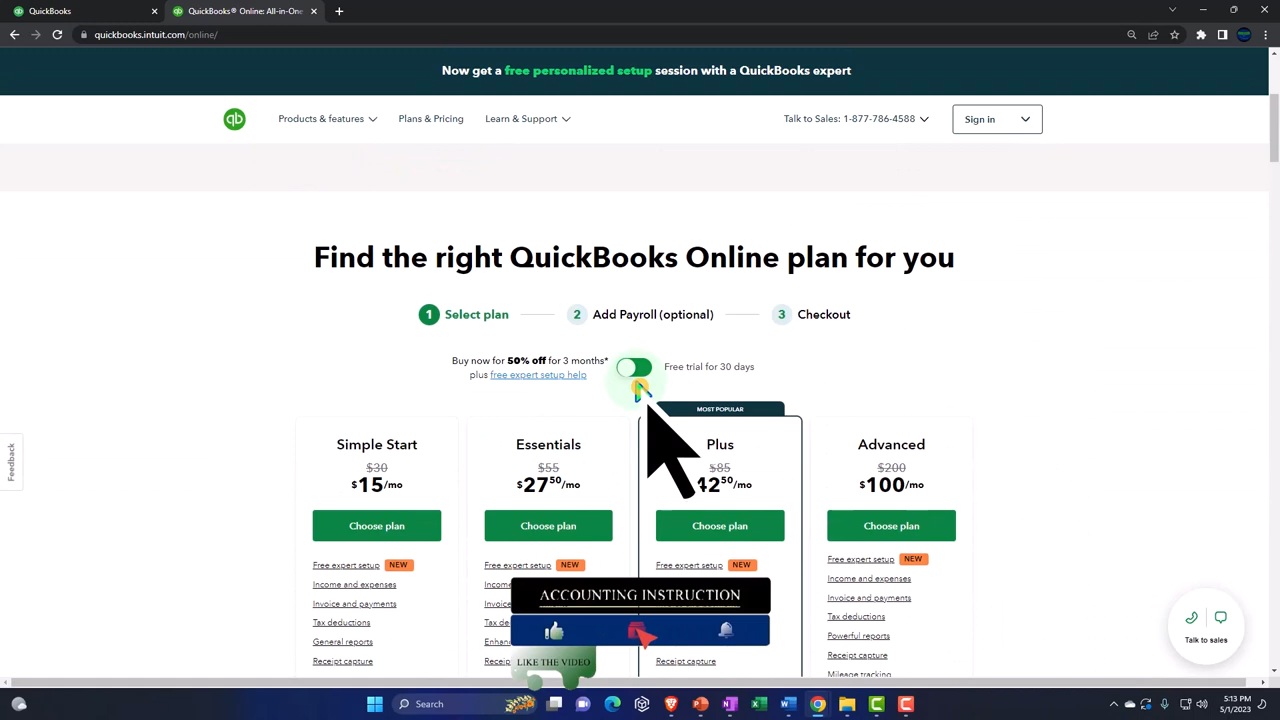 QuickBooks
QuickBooks® Online: All-in-One
quickbooks.intuit.com/online/
Now get a free personalized setup session with a QuickBooks expert
qb
Products & features
Plans & Pricing
Learn & Support
Talk to Sales: 1-877-786-4588
Sign in
Find the right QuickBooks Online plan for you
1 Select plan
2 Add Payroll (optional)
3 Checkout
Buy now for 50% off for 3 months*
plus free expert setup help
Free trial for 30 days
MOST POPULAR
Simple Start
$30
$15/mo
Choose plan
Free expert setup NEW
Income and expenses
Invoice and payments
Tax deductions
General reports
Receipt capture
Essentials
$55
$27 50/mo
Choose plan
Free expert setup NEW
Plus
$85
42 50/mo
Choose plan
Free expert setup NEW
Receipt capture
Advanced
$200
$100/mo
Choose plan
Free expert setup NEW
Income and expenses
Invoice and payments
Tax deductions
Powerful reports
Receipt capture
Mileage tracking
ACCOUNTING INSTRUCTION
LIKE THE VIDEO
Feedback
Talk to sales
Search
5:13 PM
5/1/2023